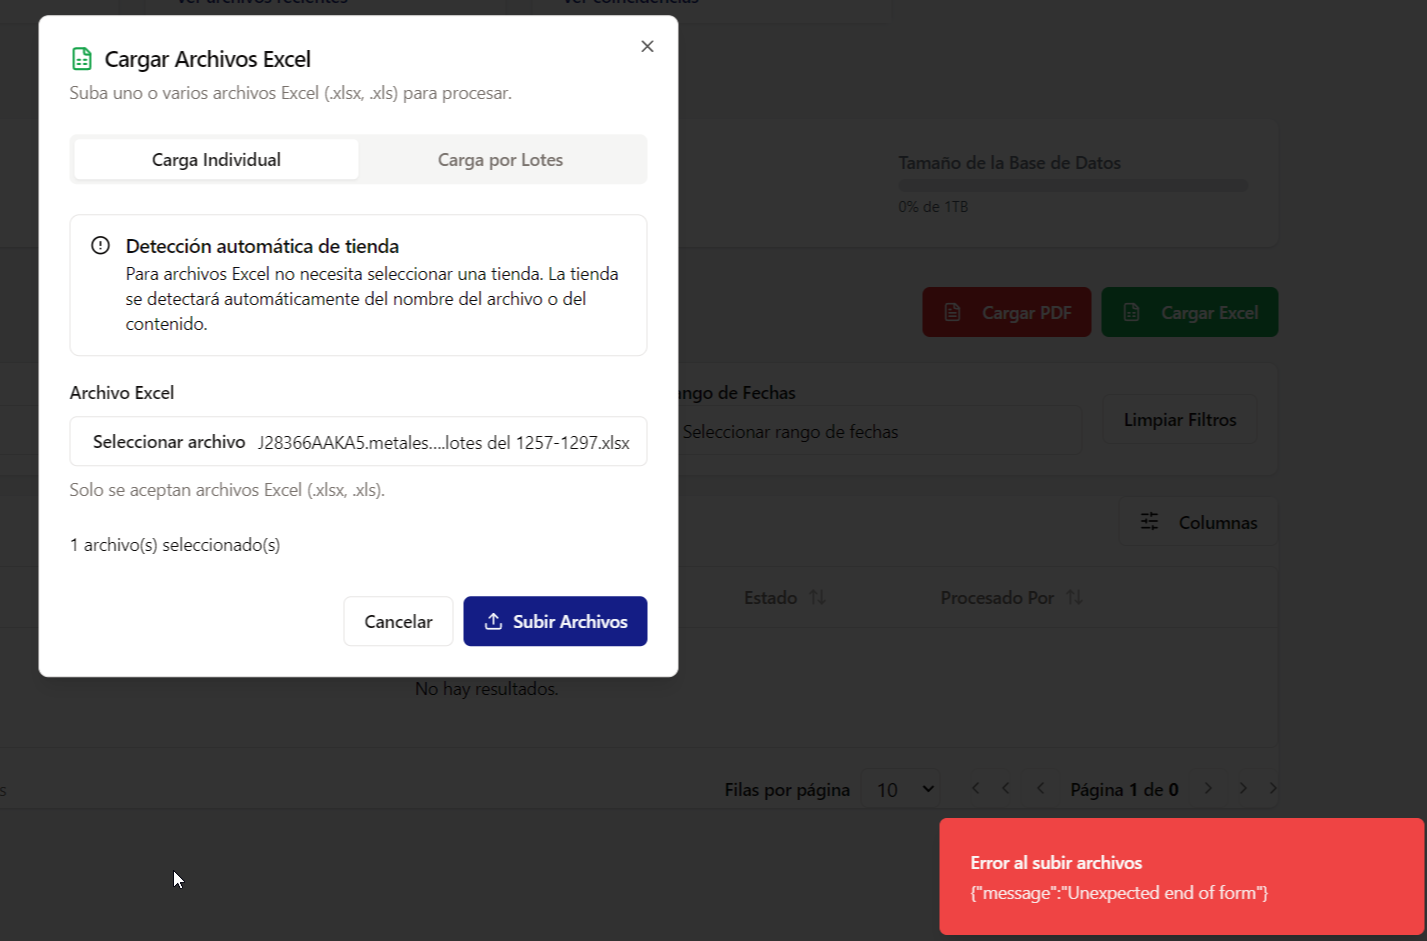 Ver archivos recientes
Ver coincidencias
Cargar Archivos Excel
Suba uno o varios archivos Excel (.xlsx, .xls) para procesar.
Carga Individual
Carga por Lotes
Tamaño de la Base de Datos
0% de 1TB
Detección automática de tienda
Para archivos Excel no necesita seleccionar una tienda. La tienda
se detectará automáticamente del nombre del archivo o del
contenido.
Cargar PDF
Cargar Excel
Archivo Excel
ngo de Fechas
Seleccionar archivo J28366AAKA5.metales....lotes del 1257-1297.xlsx
Seleccionar rango de fechas
Limpiar Filtros
Solo se aceptan archivos Excel (.xlsx, .xls).
Columnas
1 archivo(s) seleccionado(s)
Estado
Procesado Por
Cancelar
Subir Archivos
No hay resultados.
s
Filas por página
10
Página 1 de 0
Error al subir archivos
{"message":"Unexpected end of form"}